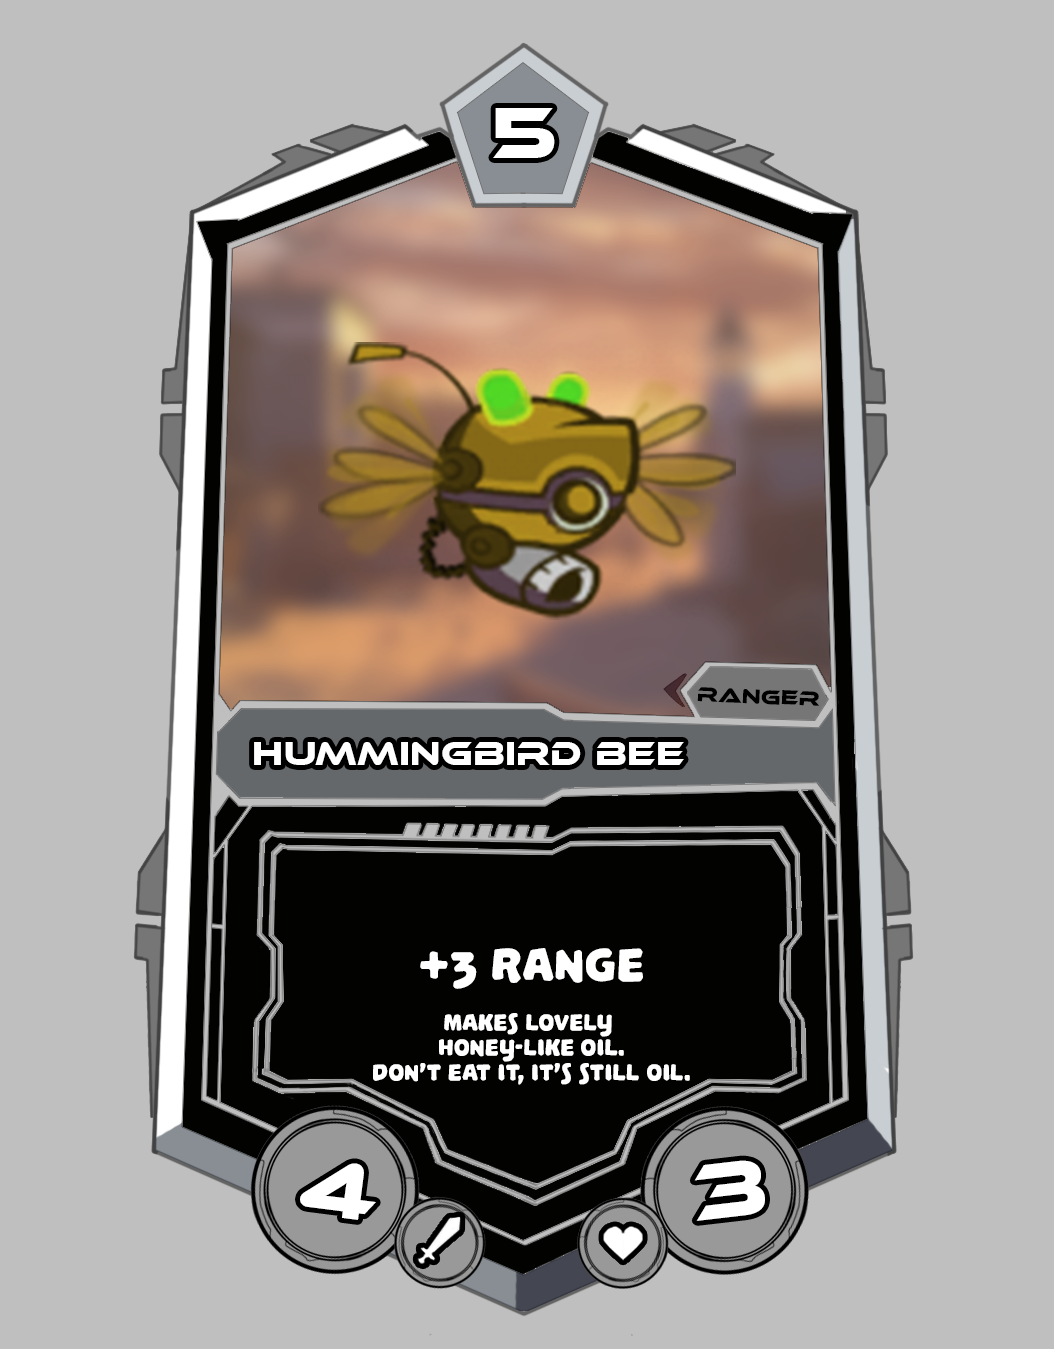 5
RANGER
HUMMINGBIRD BEE
+3 RANGE
MAKES LOVELY
HONEY-LIKE OIL.
DON'T EAT IT, IT'S STILL OIL.
4 3